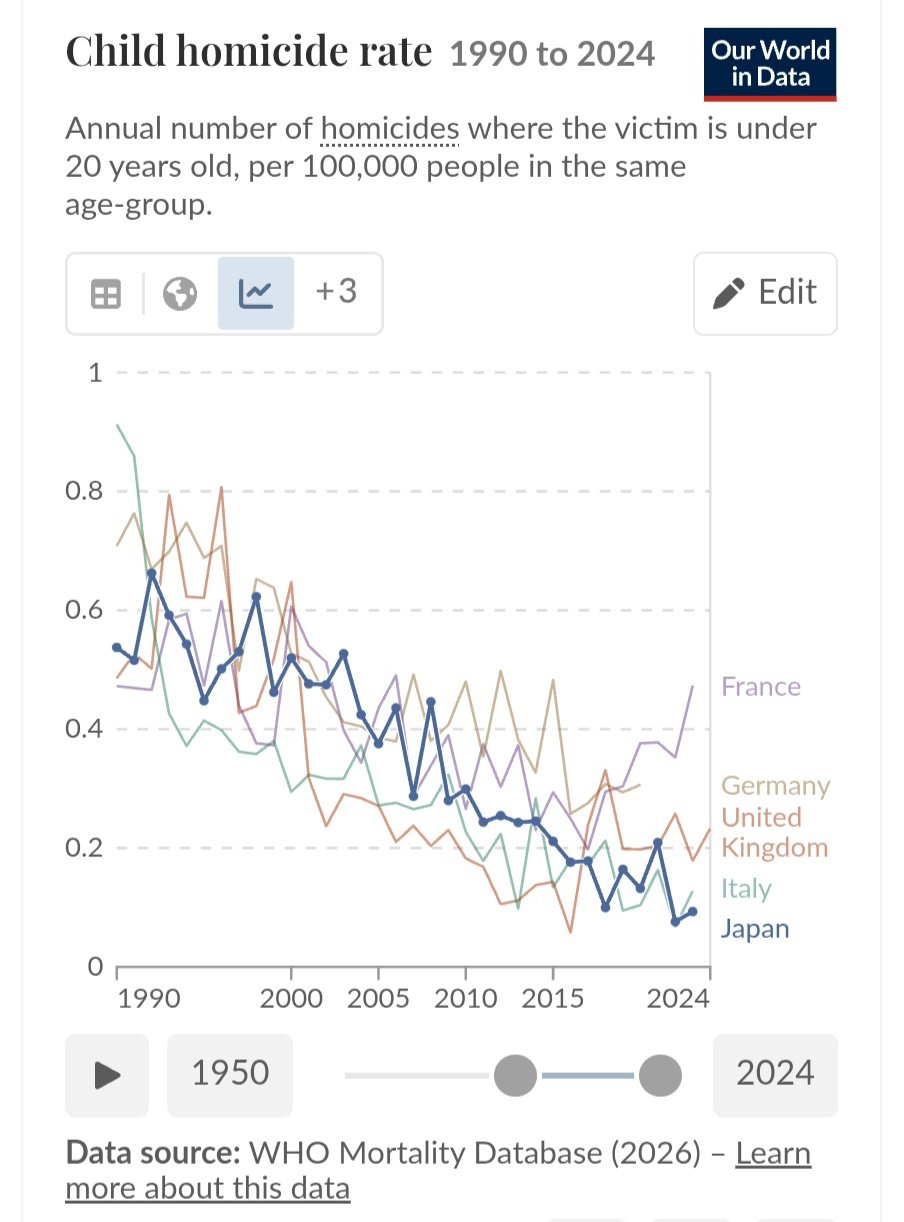 Child homicide rate 1990 to 2024
Our World
in Data
Annual number of homicides where the victim is under
20 years old, per 100,000 people in the same
age-group.
+3
Edit
1
0.8
0.6
0.4
0.2
0
France
Germany
United
Kingdom
Italy
Japan
1990 2000 2005 2010 2015 2024
1950
2024
Data source: WHO Mortality Database (2026) – Learn
more about this data